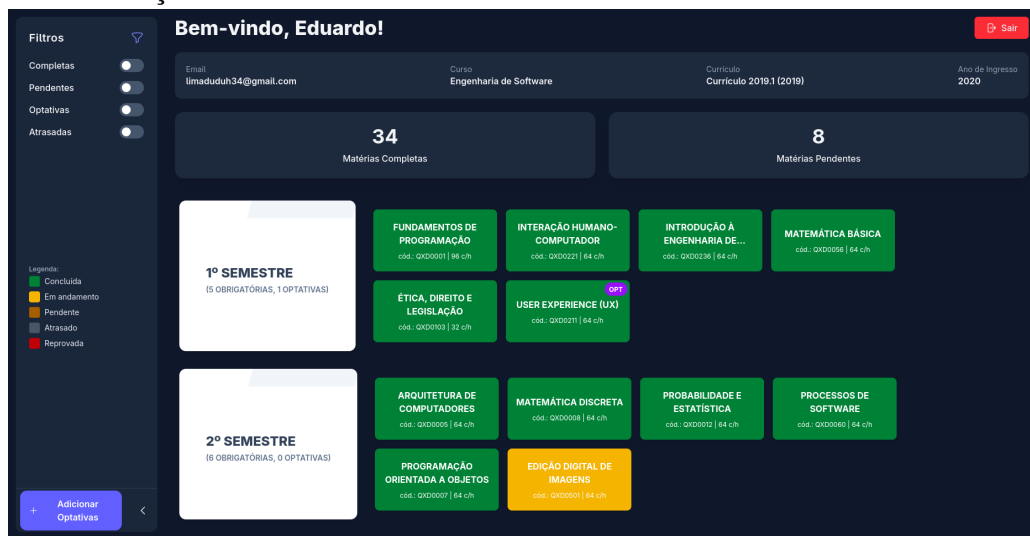 Filtros
Completas
Pendentes
Optativas
Atrasadas
Legenda:
Concluída
Em andamento
Pendente
Atrasado
Reprovada
+ Adicionar
Optativas
Bem-vindo, Eduardo!
Sair
Email
limaduduh34@gmail.com
Curso
Engenharia de Software
Currículo
Currículo 2019.1 (2019)
Ano de Ingresso
2020
34
Matérias Completas
8
Matérias Pendentes
1º SEMESTRE
(5 OBRIGATÓRIAS, 1 OPTATIVAS)
FUNDAMENTOS DE
PROGRAMAÇÃO
cód.: QXD0001 | 96 c/h
INTERAÇÃO HUMANO-
COMPUTADOR
cód.: QXD0221 | 64 c/h
INTRODUÇÃO À
ENGENHARIA DE...
cód.: QXD0236 | 64 c/h
MATEMÁTICA BÁSICA
cód.: QXD0056 | 64 c/h
ÉTICA, DIREITO E
LEGISLAÇÃO
cód.: QXD0103 | 32 c/h
OPT
USER EXPERIENCE (UX)
cód.: QXD0211 | 64 c/h
2º SEMESTRE
(6 OBRIGATÓRIAS, 0 OPTATIVAS)
ARQUITETURA DE
COMPUTADORES
cód.: QXD0005 | 64 c/h
MATEMÁTICA DISCRETA
cód.: QXD0008 | 64 c/h
PROBABILIDADE E
ESTATÍSTICA
cód.: QXD0012 | 64 c/h
PROCESSOS DE
SOFTWARE
cód.: QXD0060 | 64 c/h
PROGRAMAÇÃO
ORIENTADA A OBJETOS
cód.: QXD0007 | 64 c/h
EDIÇÃO DIGITAL DE
IMAGENS
cód.: QXD0501 | 64 c/h